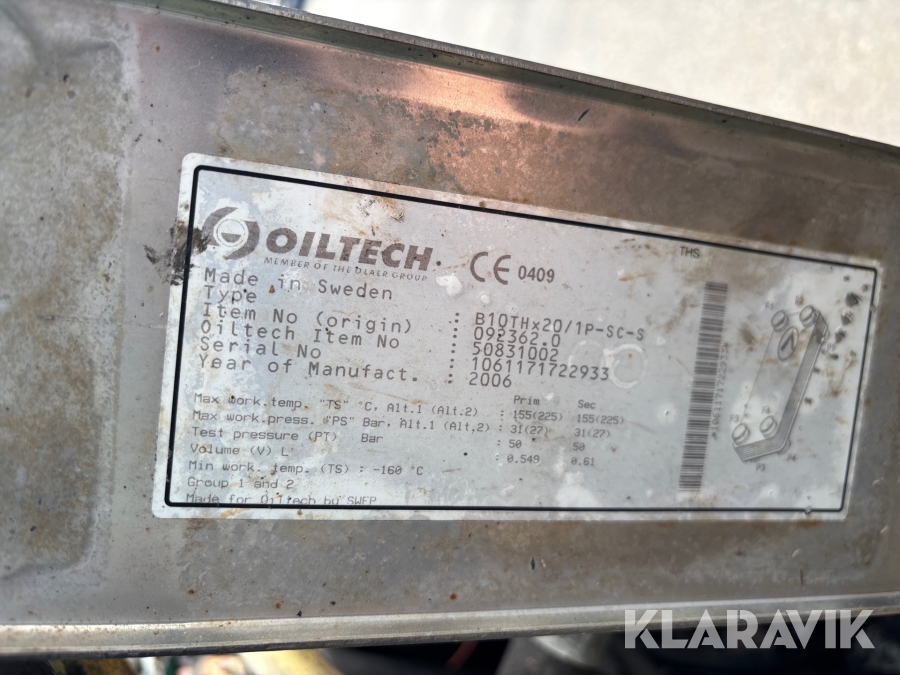 OILTECH.
MEMBER OF THE OLAER GROUP
CE 0409
THS
Made in Sweden
Type : B10THx20/1P-SC-S
Item No (origin) : 092362.0
Oiltech Item No : 50831002
Serial No : 1061171722933
Year of Manufact. : 2006
Prim Sec
Max work.temp. "TS" °C, Alt.1 (Alt.2) : 155(225) 155(225)
Max work.press. "PS" Bar, Alt.1 (Alt.2) : 31(27) 31(27)
Test pressure (PT) Bar : 50 50
Volume (V) L : 0.549 0.61
Min work. temp. (TS) : -160 °C
Group 1 and 2
Made for Oiltech by SWEP
P3
KLARAVIK